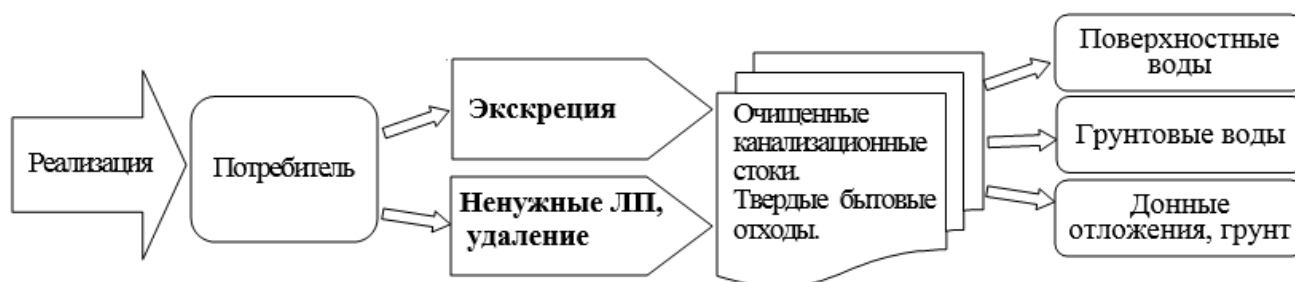 Реализация
Потребитель
Экскреция
Ненужные ЛП,
удаление
Очищенные
канализационные
стоки.
Твердые бытовые
отходы.
Поверхностные
воды
Грунтовые воды
Донные
отложения, грунт